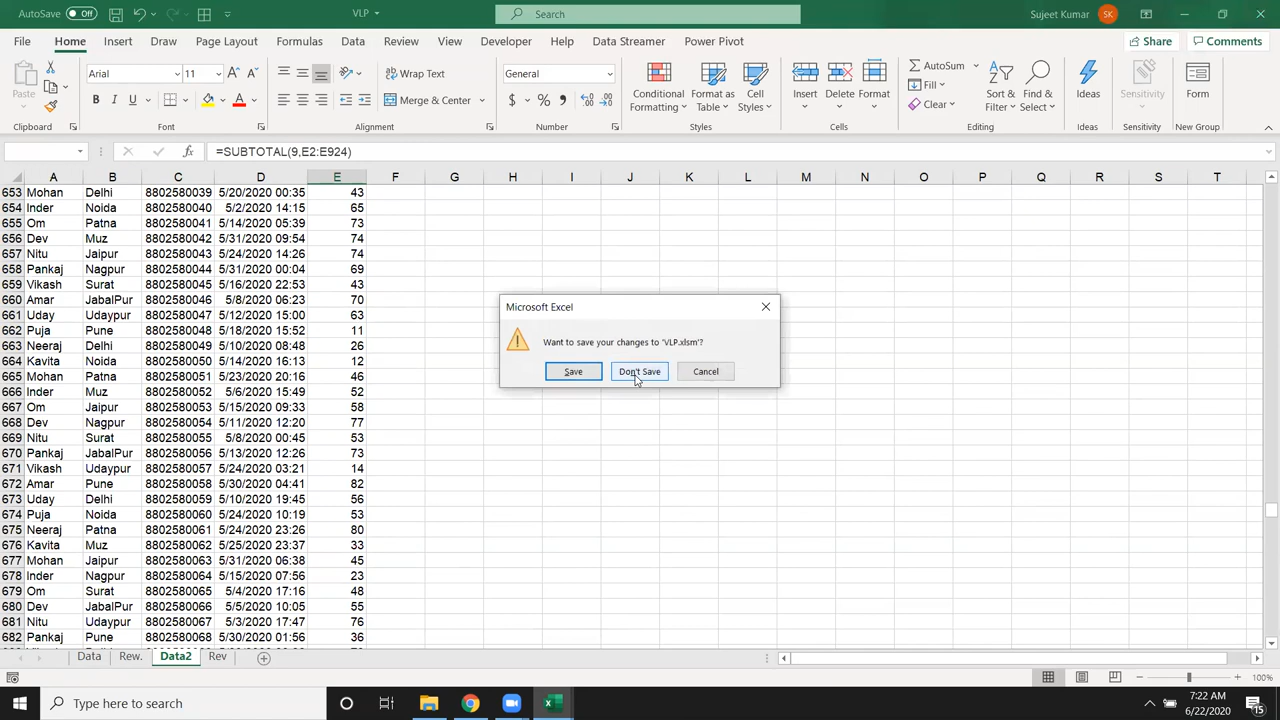 AutoSave Off VLP Search Sujeet Kumar SK
File Home Insert Draw Page Layout Formulas Data Review View Developer Help Data Streamer Power Pivot Share Comments
Paste Arial 11 Wrap Text General AutoSum
Conditional Formatting Format as Table Cell Styles Insert Delete Format Fill Sort & Filter Find & Select Ideas Sensitivity Form
B I U A Merge & Center $ % Clear
Clipboard Font Alignment Number Styles Cells Editing Ideas Sensitivity New Group
fx =SUBTOTAL(9,E2:E924)
A B C D E F G H I J K L M N O P Q R S T
653 Mohan Delhi 8802580039 5/20/2020 00:35 43
654 Inder Noida 8802580040 5/2/2020 14:15 65
655 Om Patna 8802580041 5/14/2020 05:39 73
656 Dev Muz 8802580042 5/31/2020 09:54 74
657 Nitu Jaipur 8802580043 5/24/2020 14:26 74
658 Pankaj Nagpur 8802580044 5/31/2020 00:04 69
659 Vikash Surat 8802580045 5/16/2020 22:53 43
660 Amar JabalPur 8802580046 5/8/2020 06:23 70
661 Uday Udaypur 8802580047 5/12/2020 15:00 63
662 Puja Pune 8802580048 5/18/2020 15:52 11
663 Neeraj Delhi 8802580049 5/10/2020 08:48 26
664 Kavita Noida 8802580050 5/14/2020 16:13 12
665 Mohan Patna 8802580051 5/23/2020 20:16 46
666 Inder Muz 8802580052 5/6/2020 15:49 52
667 Om Jaipur 8802580053 5/15/2020 09:33 58
668 Dev Nagpur 8802580054 5/11/2020 12:20 77
669 Nitu Surat 8802580055 5/8/2020 00:45 53
670 Pankaj JabalPur 8802580056 5/13/2020 12:26 73
671 Vikash Udaypur 8802580057 5/24/2020 03:21 14
672 Amar Pune 8802580058 5/30/2020 04:41 82
673 Uday Delhi 8802580059 5/10/2020 19:45 56
674 Puja Noida 8802580060 5/24/2020 10:19 53
675 Neeraj Patna 8802580061 5/24/2020 23:26 80
676 Kavita Muz 8802580062 5/25/2020 23:37 33
677 Mohan Jaipur 8802580063 5/31/2020 06:38 45
678 Inder Nagpur 8802580064 5/15/2020 07:56 23
679 Om Surat 8802580065 5/4/2020 17:16 48
680 Dev JabalPur 8802580066 5/5/2020 10:05 55
681 Nitu Udaypur 8802580067 5/3/2020 17:47 76
682 Pankaj Pune 8802580068 5/30/2020 01:56 36
Microsoft Excel
Want to save your changes to 'VLP.xlsm'?
Save Don't Save Cancel
Data Rew. Data2 Rev
100%
Type here to search
7:22 AM
6/22/2020
15